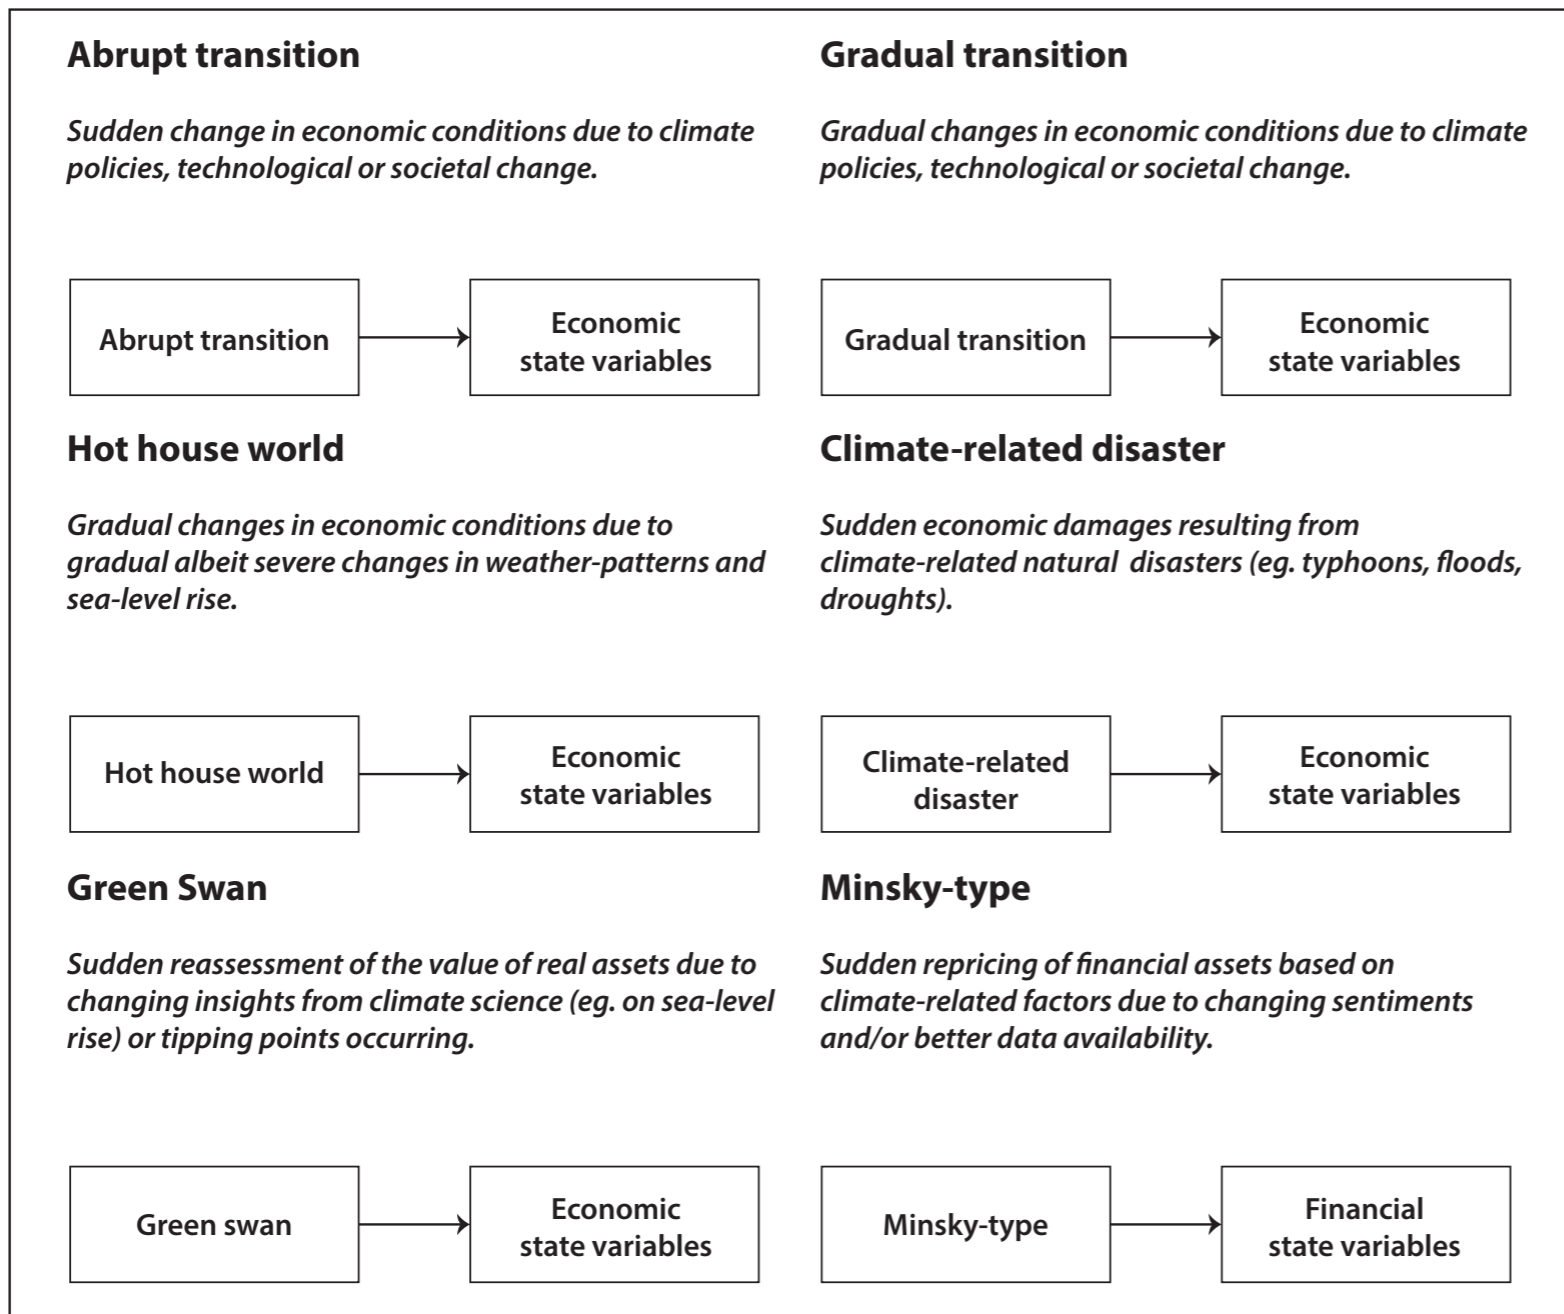 Abrupt transition
Sudden change in economic conditions due to climate
policies, technological or societal change.
Abrupt transition
Economic
state variables
Gradual transition
Gradual changes in economic conditions due to climate
policies, technological or societal change.
Gradual transition
Economic
state variables
Hot house world
Gradual changes in economic conditions due to
gradual albeit severe changes in weather-patterns and
sea-level rise.
Hot house world
Economic
state variables
Climate-related disaster
Sudden economic damages resulting from
climate-related natural disasters (eg. typhoons, floods,
droughts).
Climate-related
disaster
Economic
state variables
Green Swan
Sudden reassessment of the value of real assets due to
changing insights from climate science (eg. on sea-level
rise) or tipping points occurring.
Green swan
Economic
state variables
Minsky-type
Sudden repricing of financial assets based on
climate-related factors due to changing sentiments
and/or better data availability.
Minsky-type
Financial
state variables